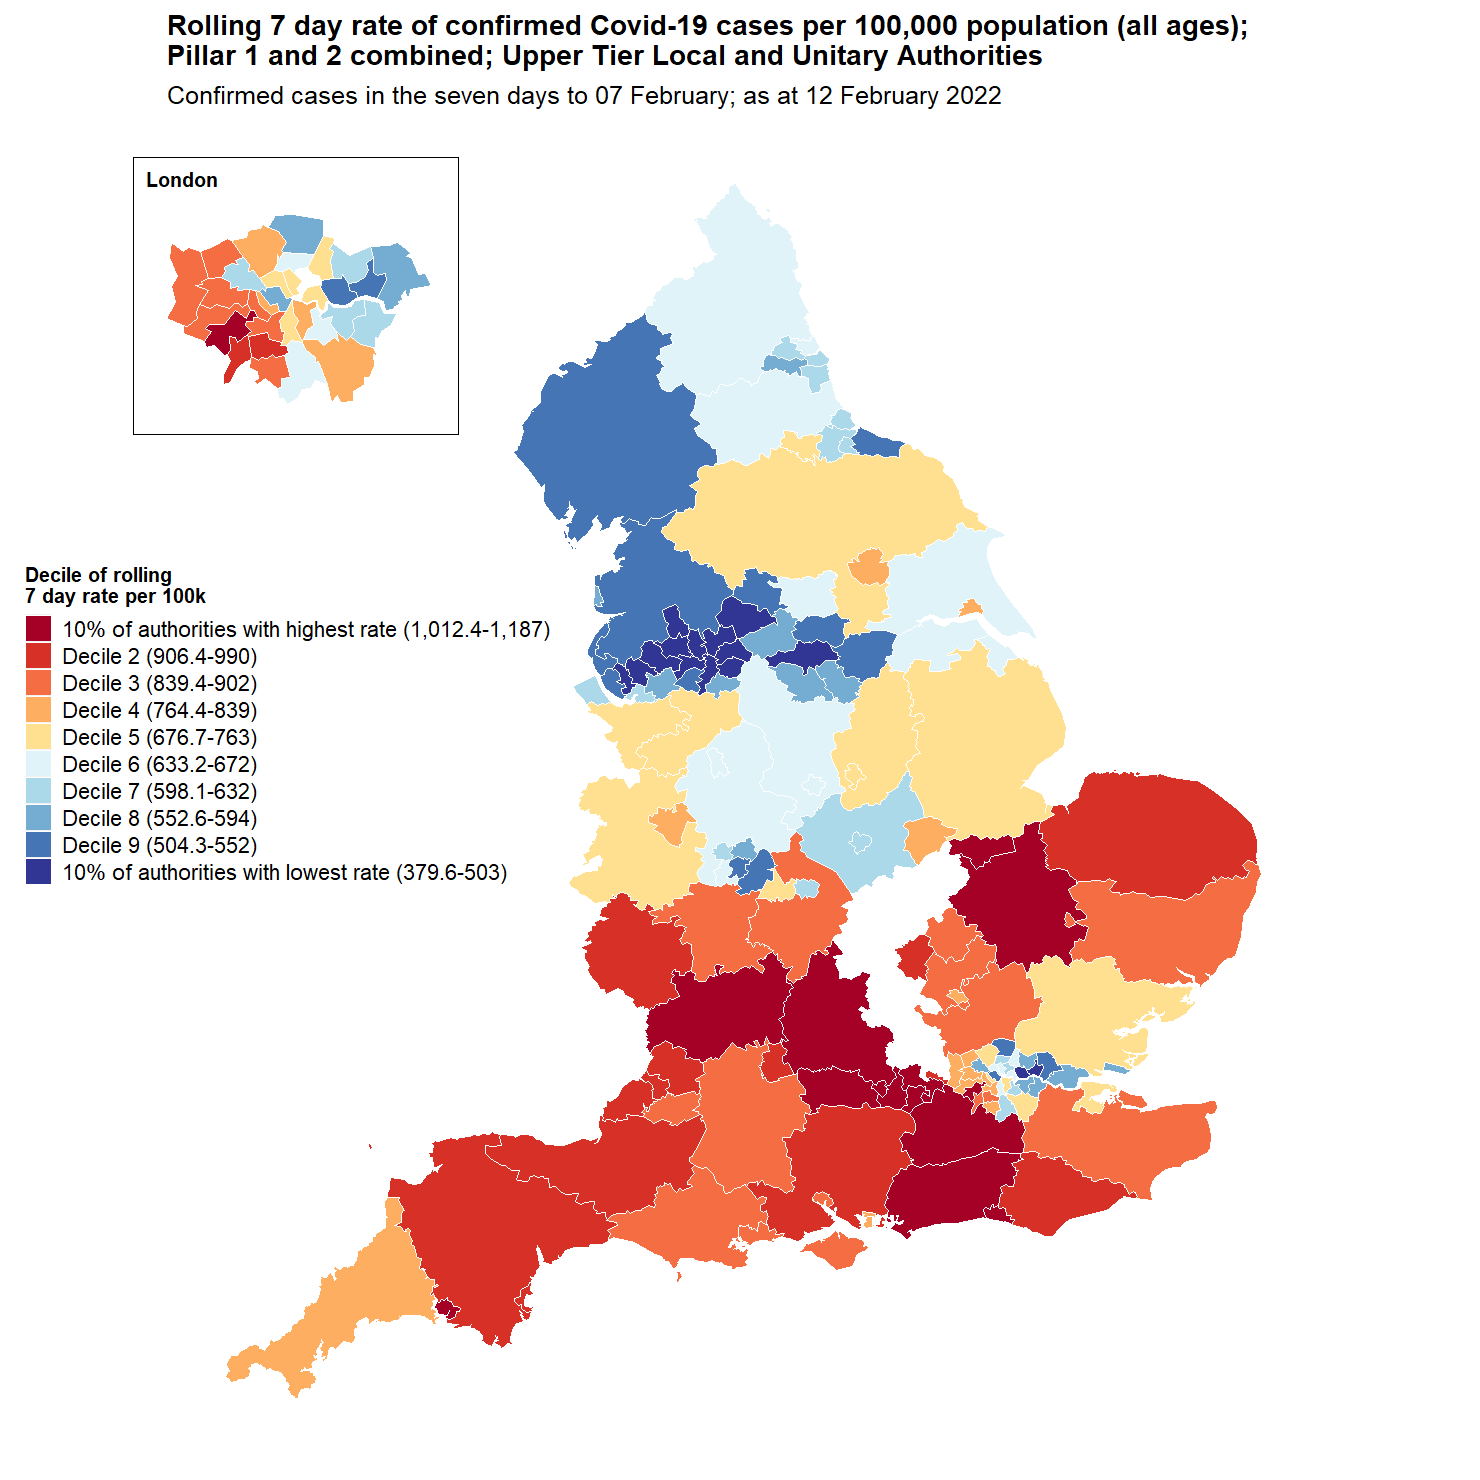 Rolling 7 day rate of confirmed Covid-19 cases per 100,000 population (all ages);
Pillar 1 and 2 combined; Upper Tier Local and Unitary Authorities
Confirmed cases in the seven days to 07 February; as at 12 February 2022
London
Decile of rolling
7 day rate per 100k
10% of authorities with highest rate (1,012.4-1,187)
Decile 2 (906.4-990)
Decile 3 (839.4-902)
Decile 4 (764.4-839)
Decile 5 (676.7-763)
Decile 6 (633.2-672)
Decile 7 (598.1-632)
Decile 8 (552.6-594)
Decile 9 (504.3-552)
10% of authorities with lowest rate (379.6-503)